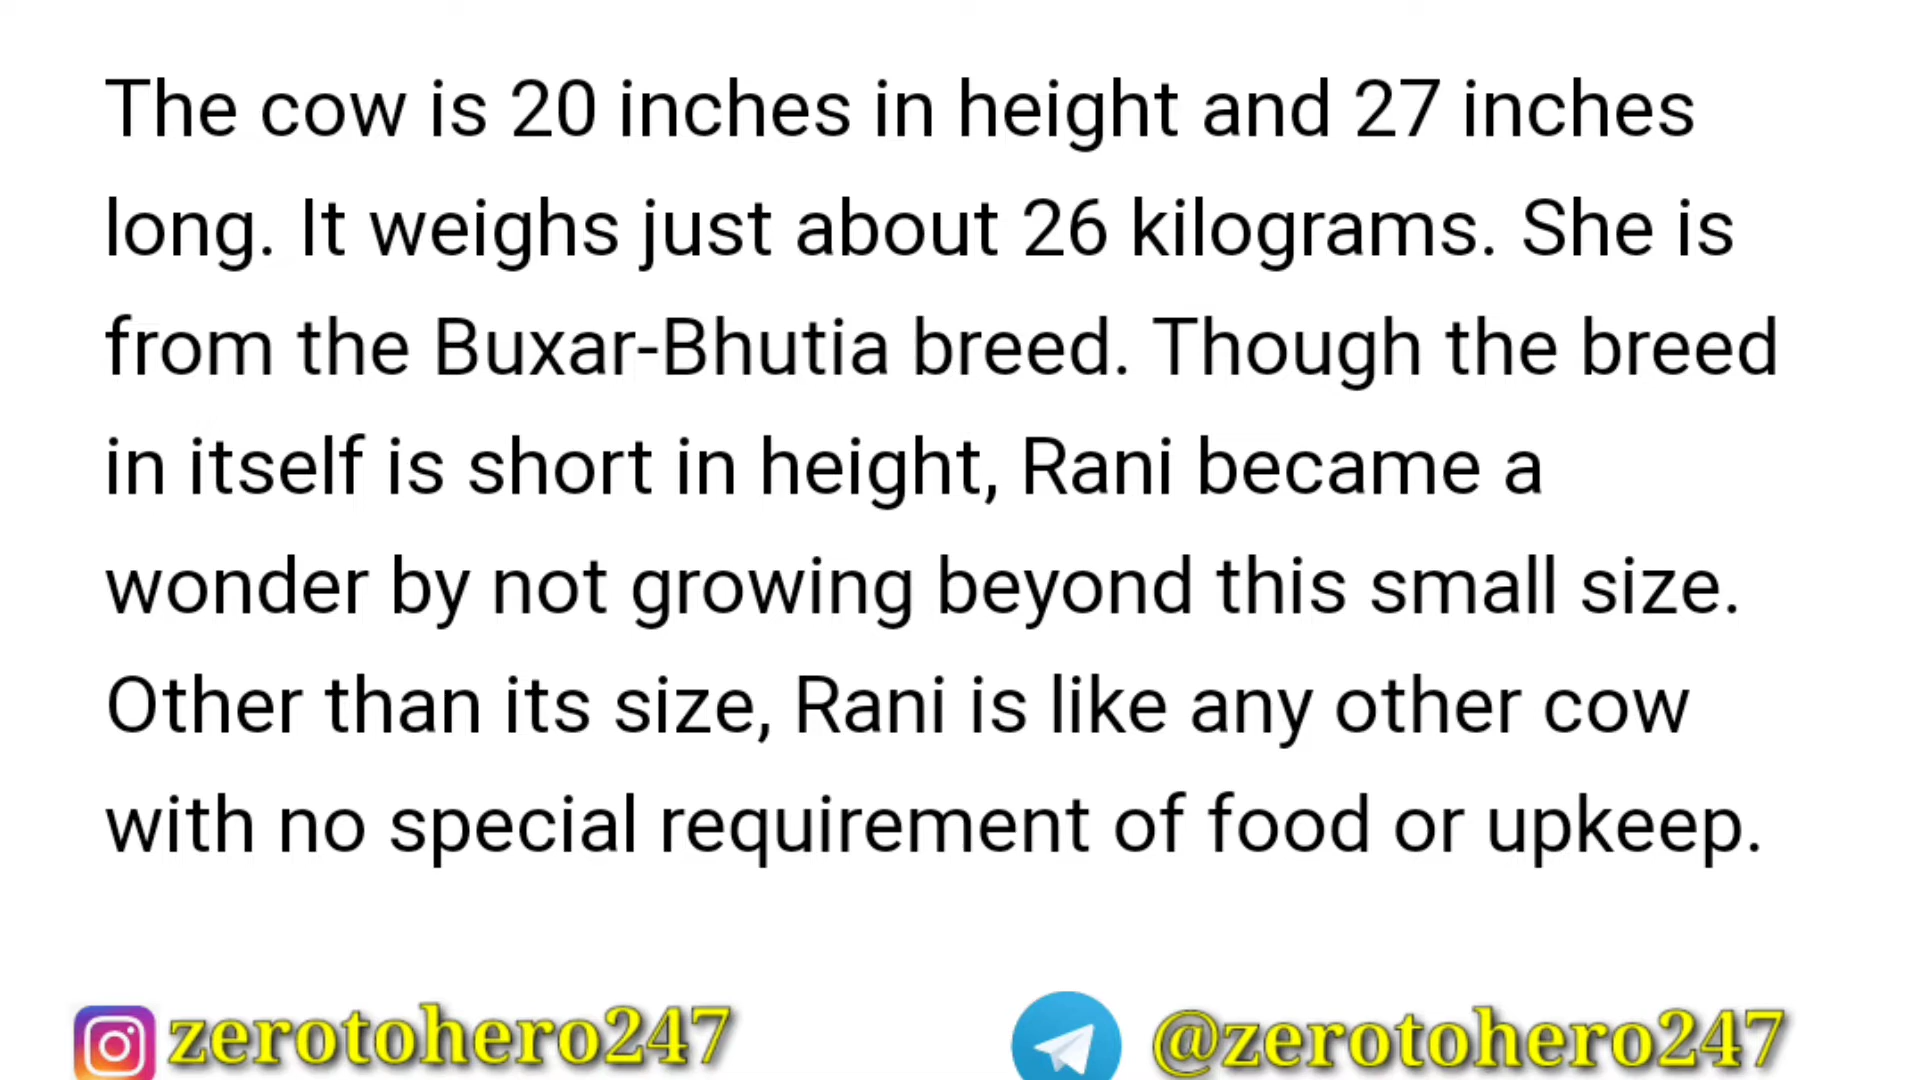 The cow is 20 inches in height and 27 inches
long. It weighs just about 26 kilograms. She is
from the Buxar-Bhutia breed. Though the breed
in itself is short in height, Rani became a
wonder by not growing beyond this small size.
Other than its size, Rani is like any other cow
with no special requirement of food or upkeep.
zerotohero247
@zerotohero247